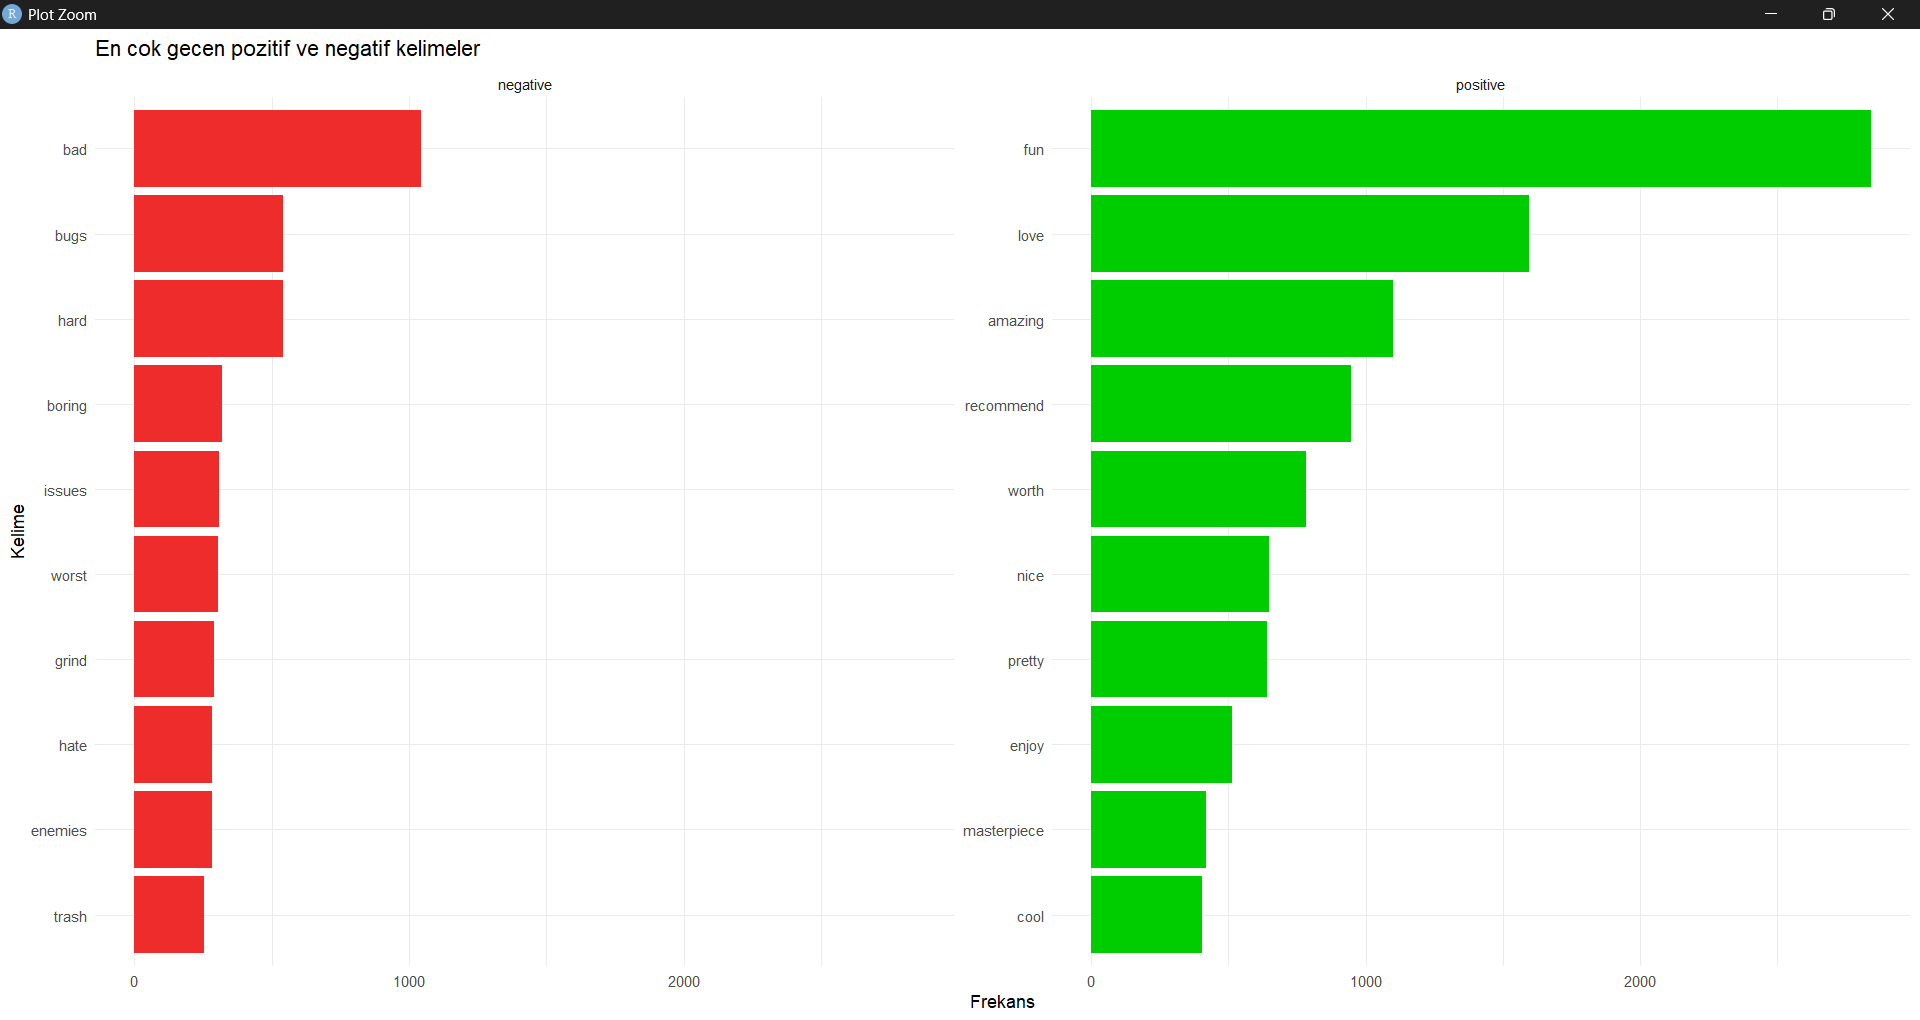 R Plot Zoom
En cok gecen pozitif ve negatif kelimeler
negative
bad
bugs
hard
boring
issues
worst
grind
hate
enemies
trash
0 1000 2000
positive
fun
love
amazing
recommend
worth
nice
pretty
enjoy
masterpiece
cool
0 1000 2000
Kelime
Frekans